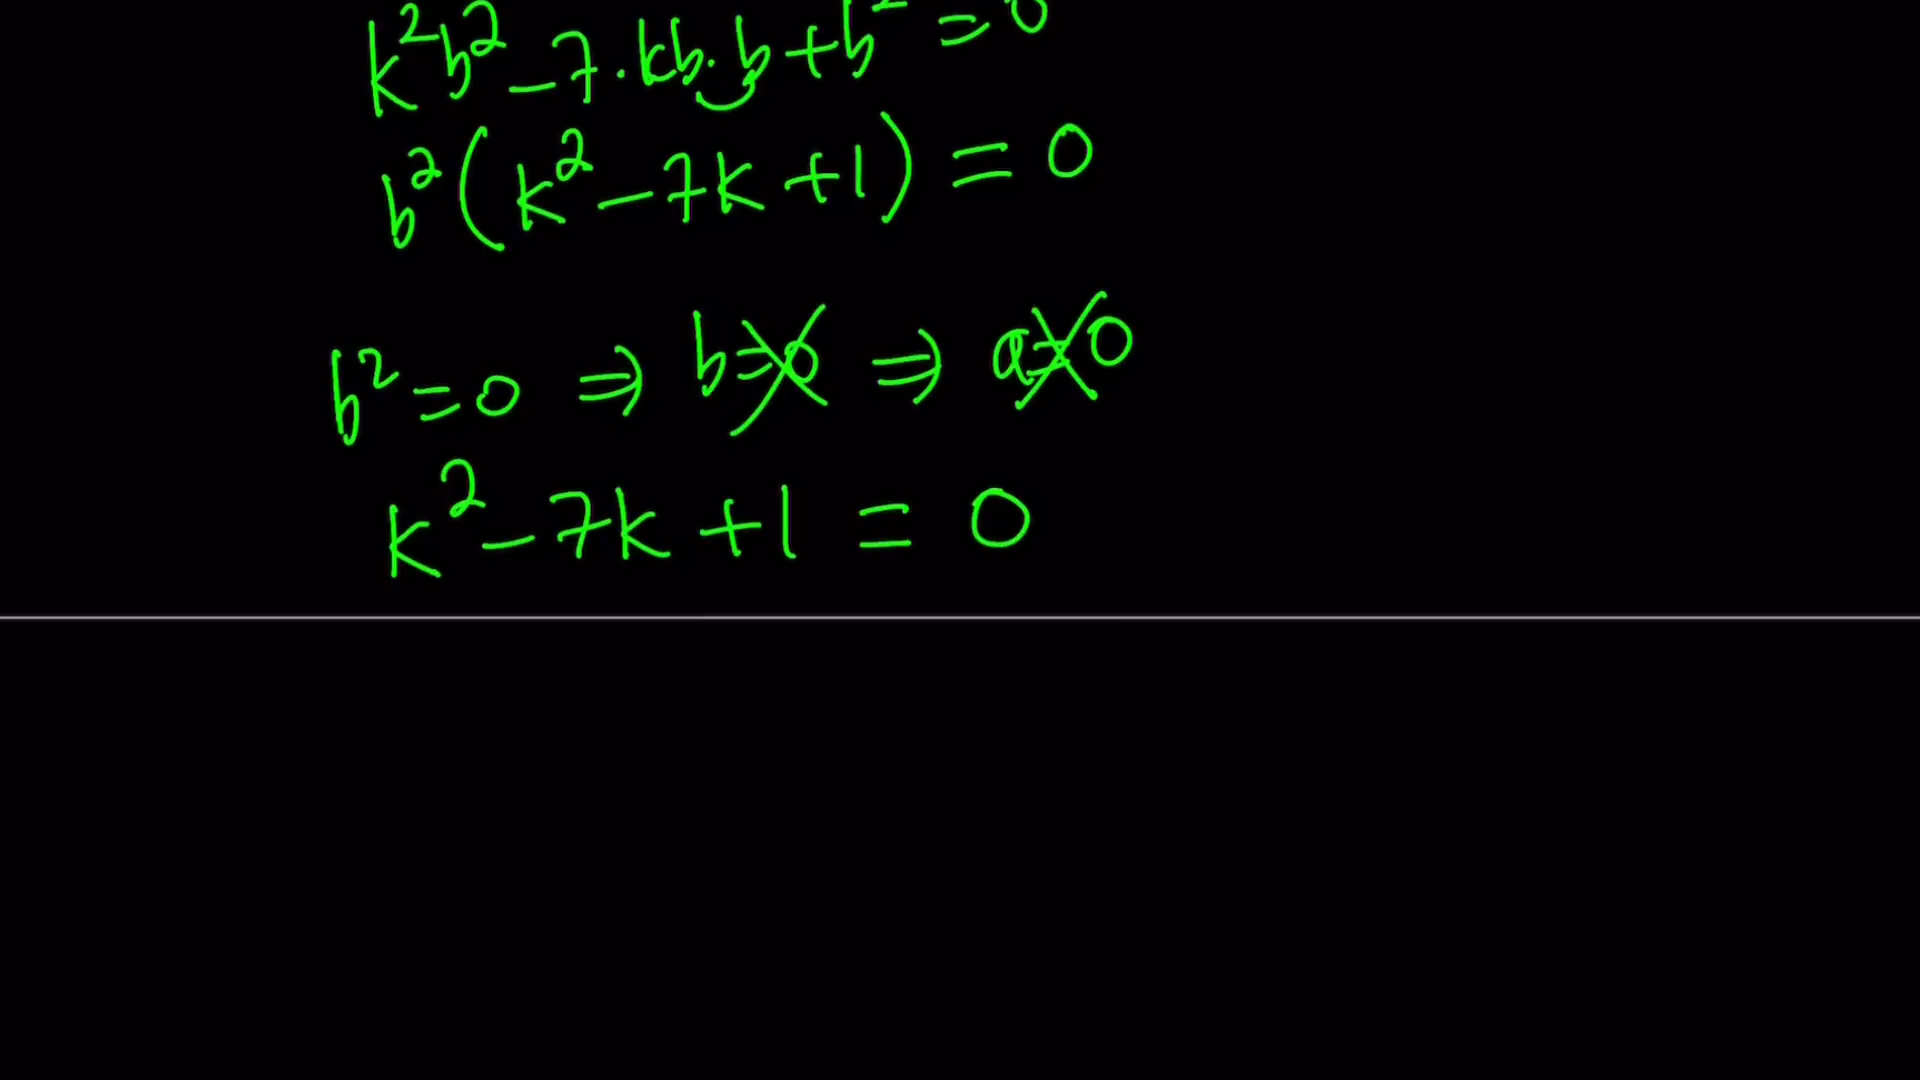 k²b² - 7·kb·b + b² = 0
b²(k² - 7k + 1) = 0
b² = 0 ⇒ b = 0 ⇒ a = 0
k² - 7k + 1 = 0